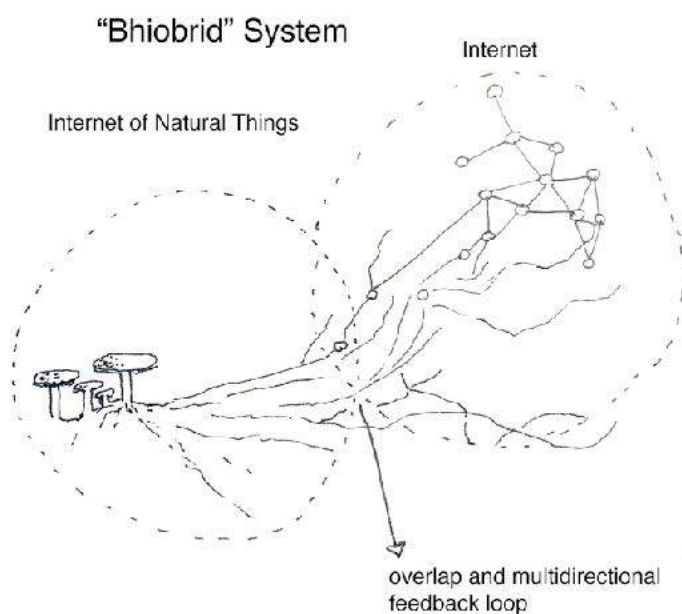 "Bhiobrid" System
Internet
Internet of Natural Things
overlap and multidirectional
feedback loop